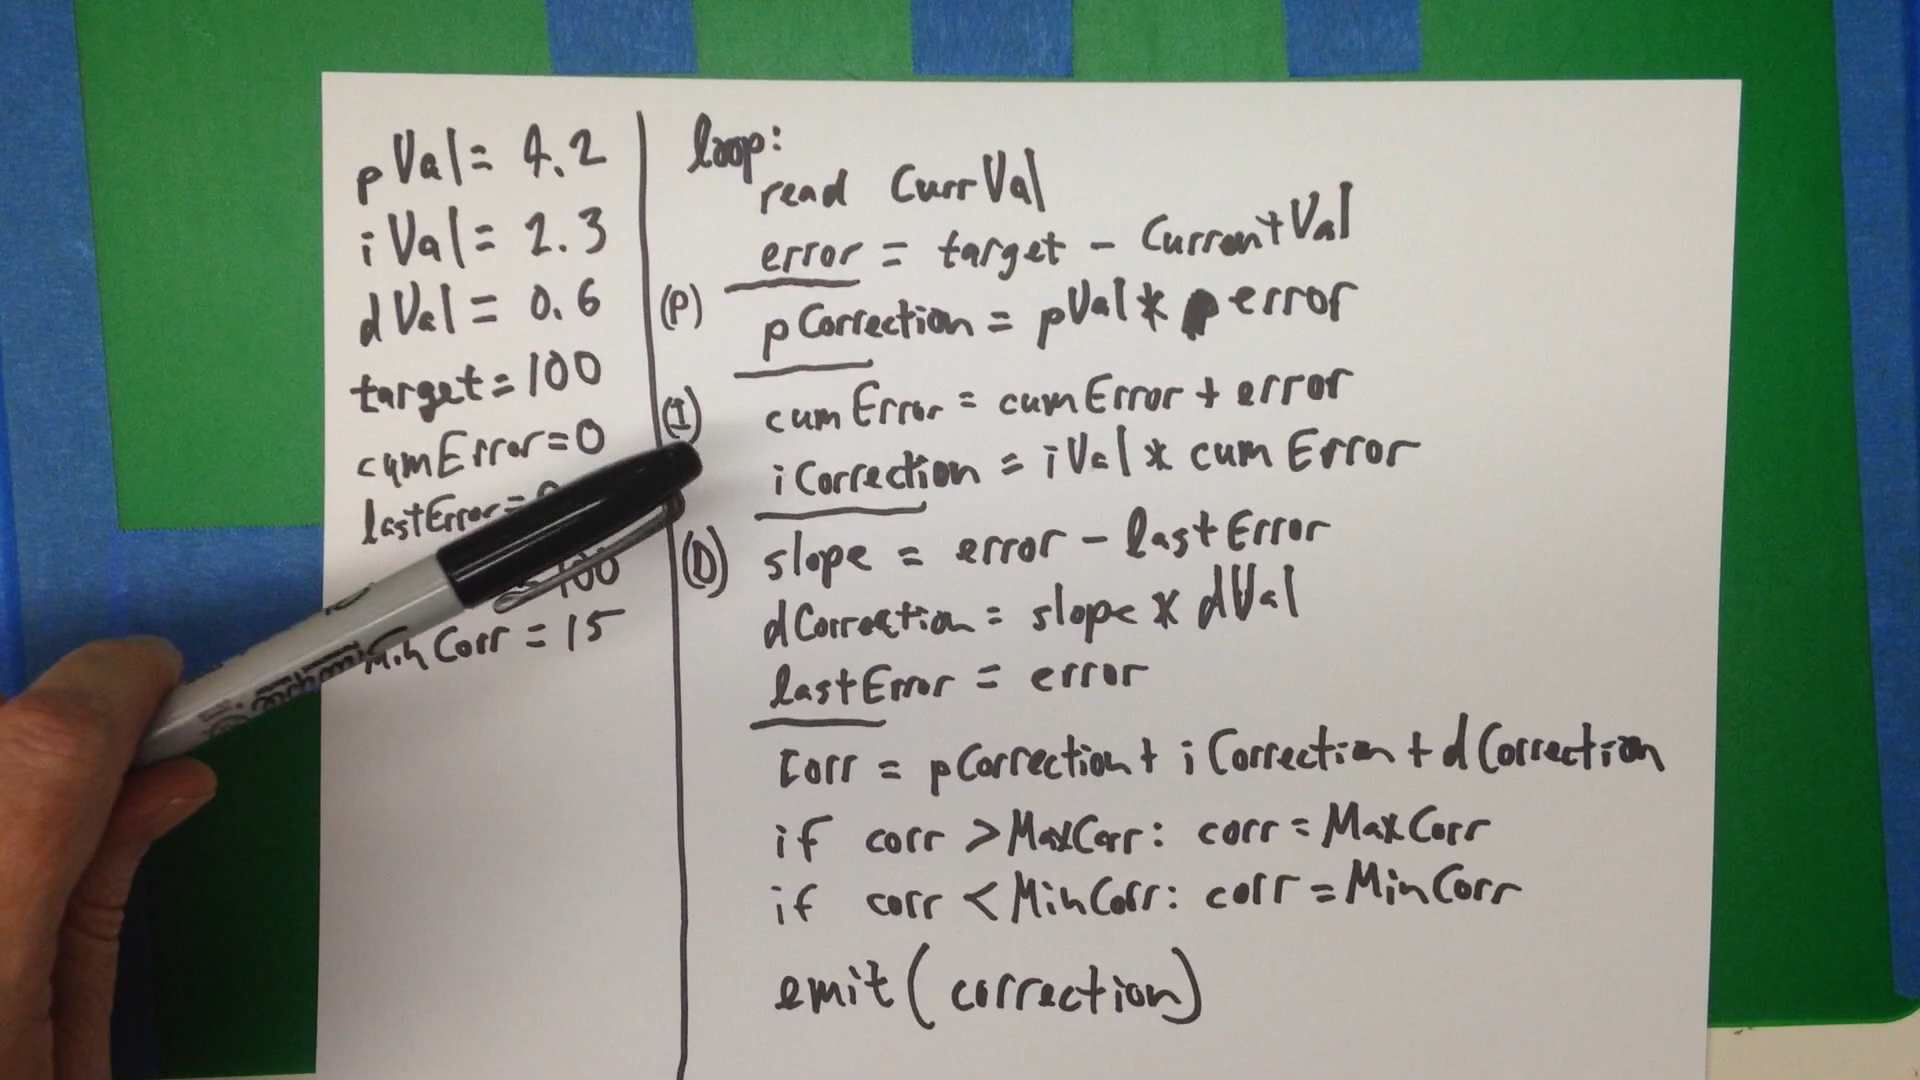 pVal = 4.2
iVal = 2.3
dVal = 0.6
target = 100
cumError = 0
lastError =
= 100
MinCorr = 15
loop:
read CurrVal
error = target - CurrentVal
(P) pCorrection = pVal * error
(I) cumError = cumError + error
iCorrection = iVal * cumError
(D) slope = error - lastError
dCorrection = slope * dVal
lastError = error
Corr = pCorrection + iCorrection + dCorrection
if corr > MaxCorr: corr = MaxCorr
if corr < MinCorr: corr = MinCorr
emit(correction)